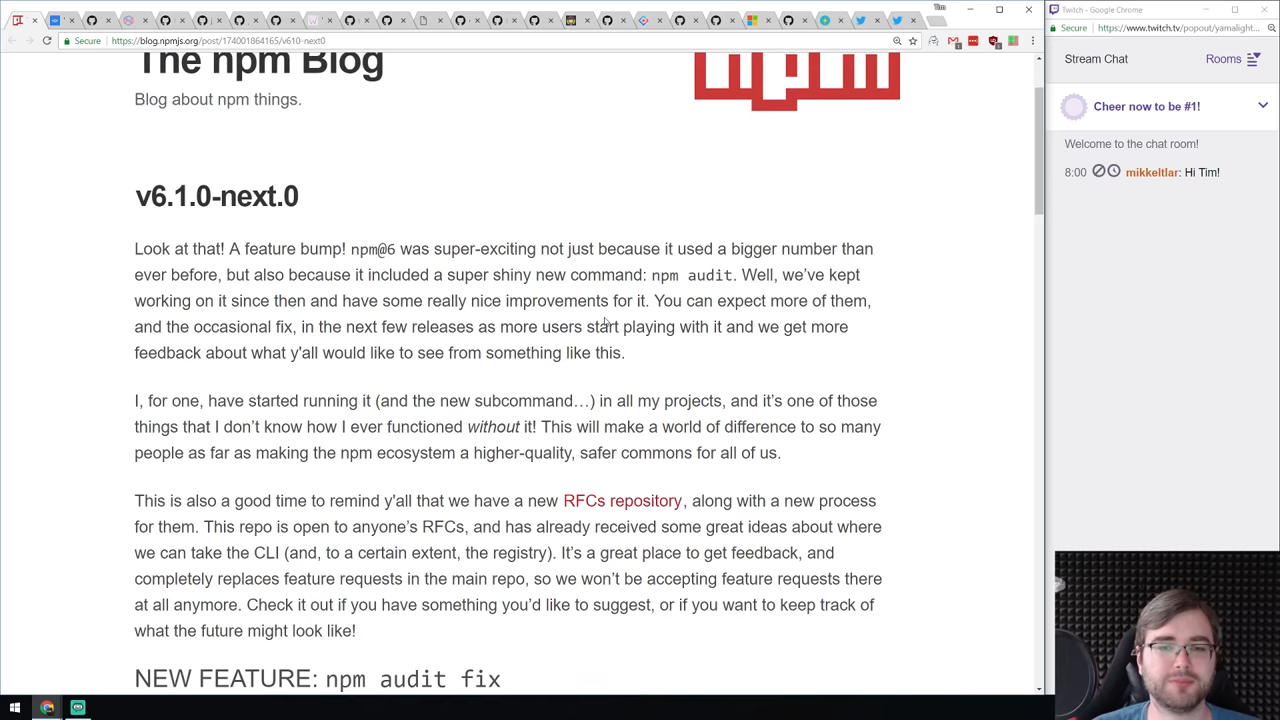 Tim
Secure
https://blog.npmjs.org/post/174001864165/v610-next0
The npm Blog
Blog about npm things.
v6.1.0-next.0
Look at that! A feature bump! npm@6 was super-exciting not just because it used a bigger number than
ever before, but also because it included a super shiny new command: npm audit. Well, we’ve kept
working on it since then and have some really nice improvements for it. You can expect more of them,
and the occasional fix, in the next few releases as more users start playing with it and we get more
feedback about what y'all would like to see from something like this.
I, for one, have started running it (and the new subcommand…) in all my projects, and it’s one of those
things that I don’t know how I ever functioned without it! This will make a world of difference to so many
people as far as making the npm ecosystem a higher-quality, safer commons for all of us.
This is also a good time to remind y'all that we have a new RFCs repository, along with a new process
for them. This repo is open to anyone’s RFCs, and has already received some great ideas about where
we can take the CLI (and, to a certain extent, the registry). It’s a great place to get feedback, and
completely replaces feature requests in the main repo, so we won’t be accepting feature requests there
at all anymore. Check it out if you have something you’d like to suggest, or if you want to keep track of
what the future might look like!
NEW FEATURE: npm audit fix
Twitch - Google Chrome
Secure
https://www.twitch.tv/popout/yamalight...
Stream Chat
Rooms
Cheer now to be #1!
Welcome to the chat room!
8:00 mikkeltlar: Hi Tim!